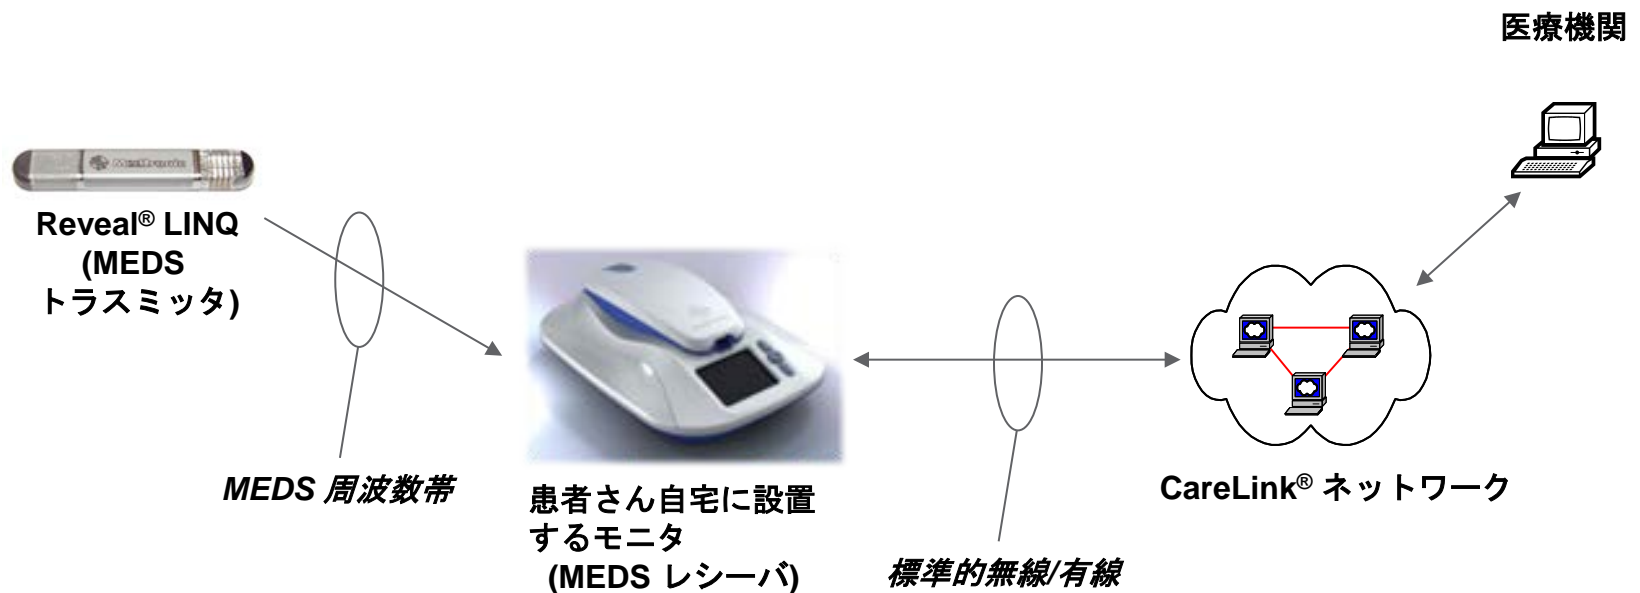 医療機関
Medtronic
Reveal® LINQ
(MEDS
トラスミッタ)
MEDS 周波数帯
患者さん自宅に設置
するモニタ
(MEDS レシーバ)
標準的無線/有線
CareLink® ネットワーク